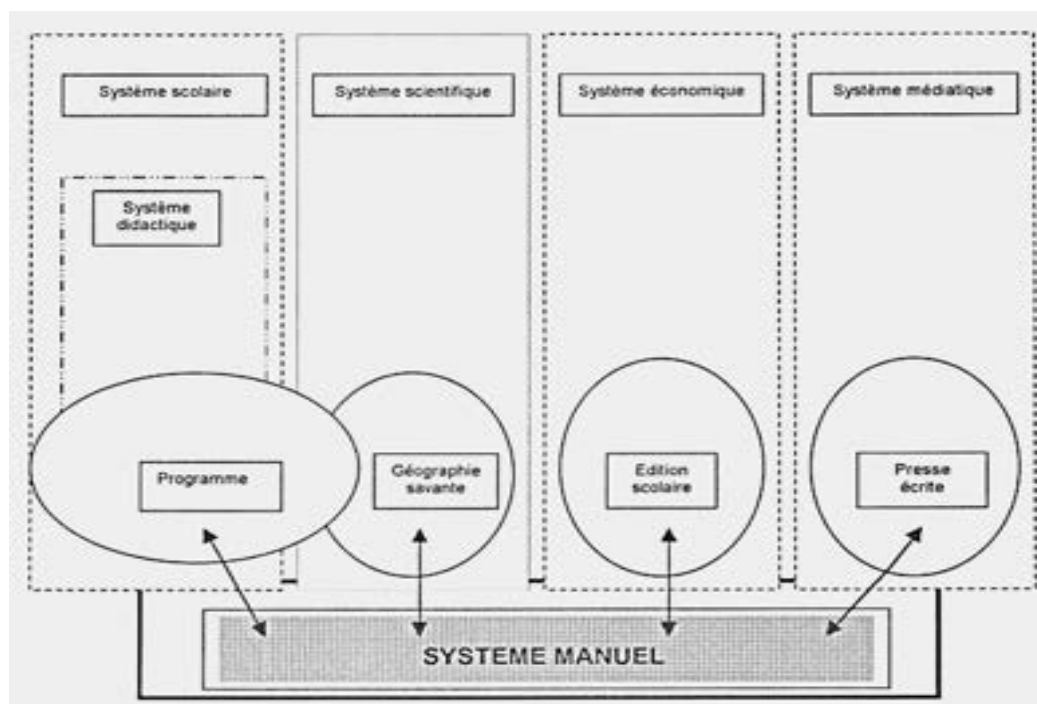 Système scolaire
Système scientifique
Système économique
Système médiatique
Système
didactique
Programme
Géographie
savante
Edition
scolaire
Presse
écrite
SYSTEME MANUEL